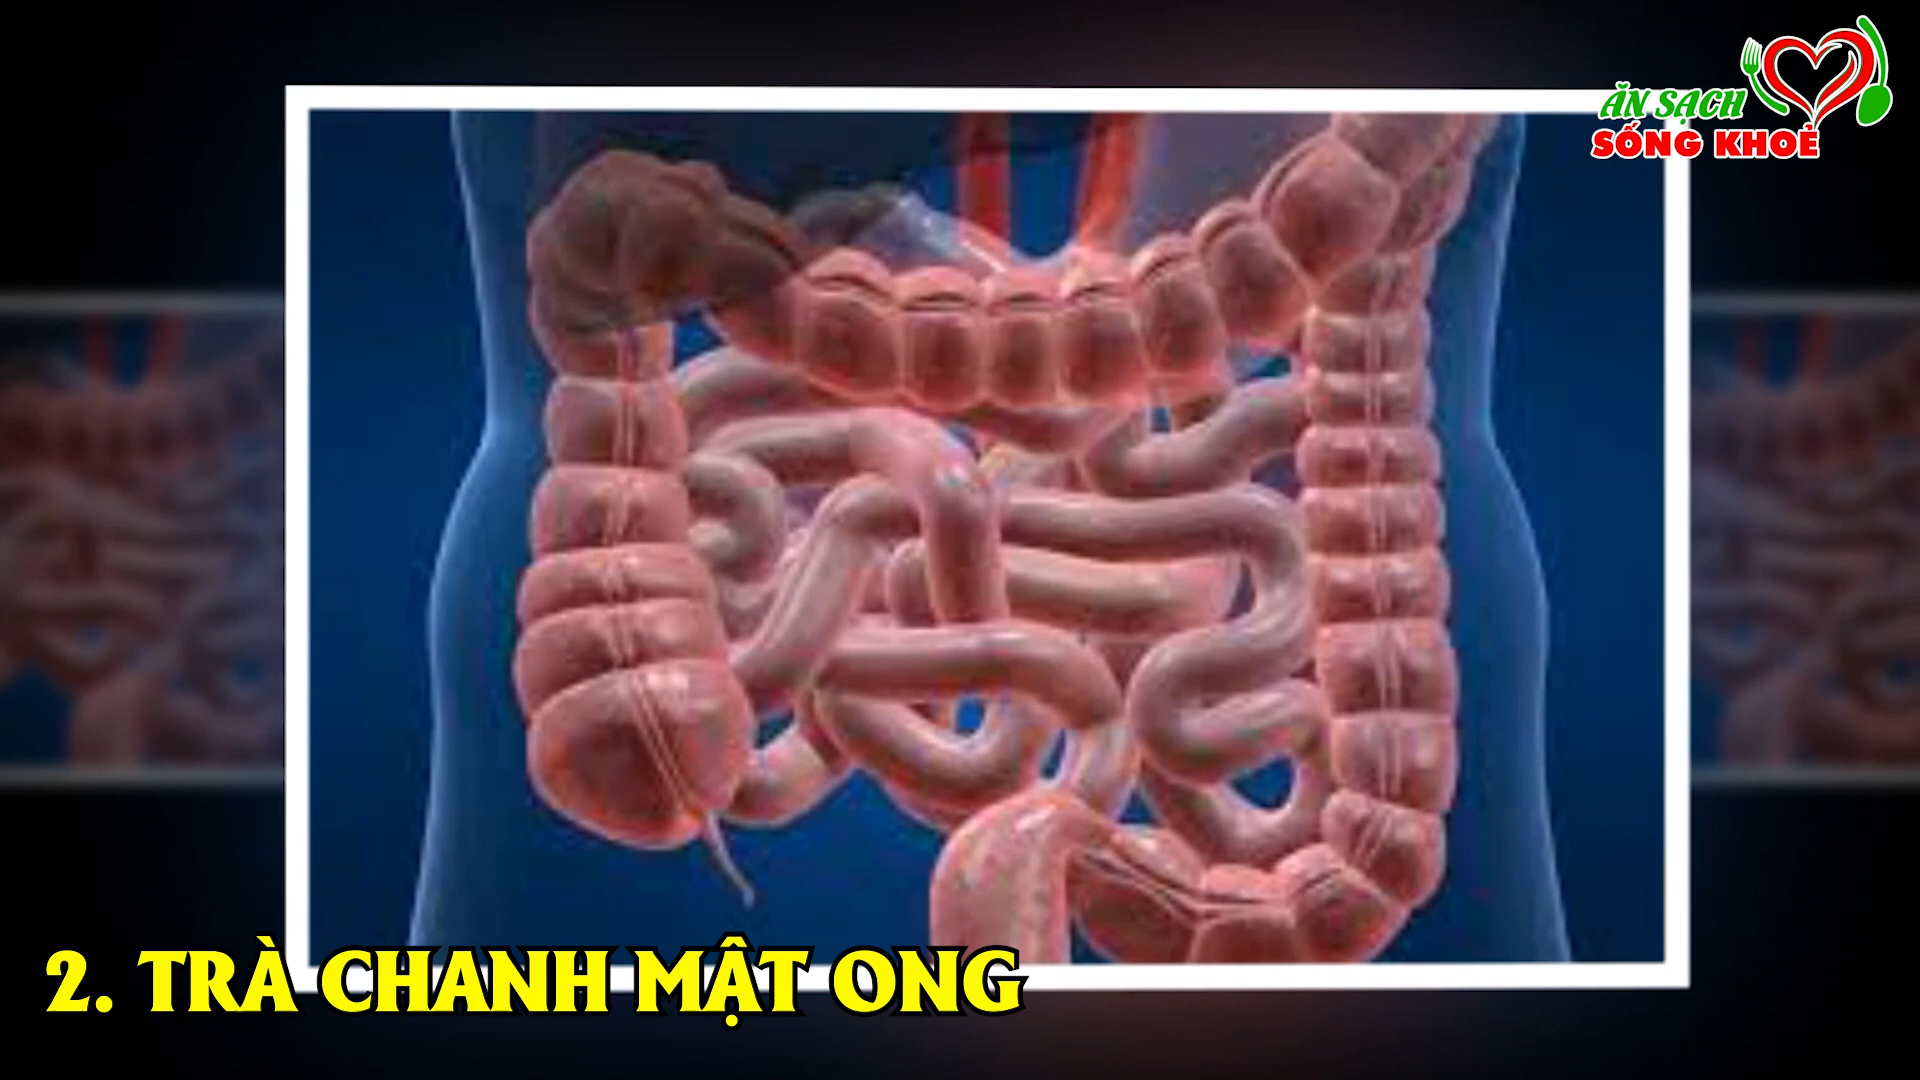 ĂN SẠCH
SỐNG KHOẺ
2. TRÀ CHANH MẬT ONG